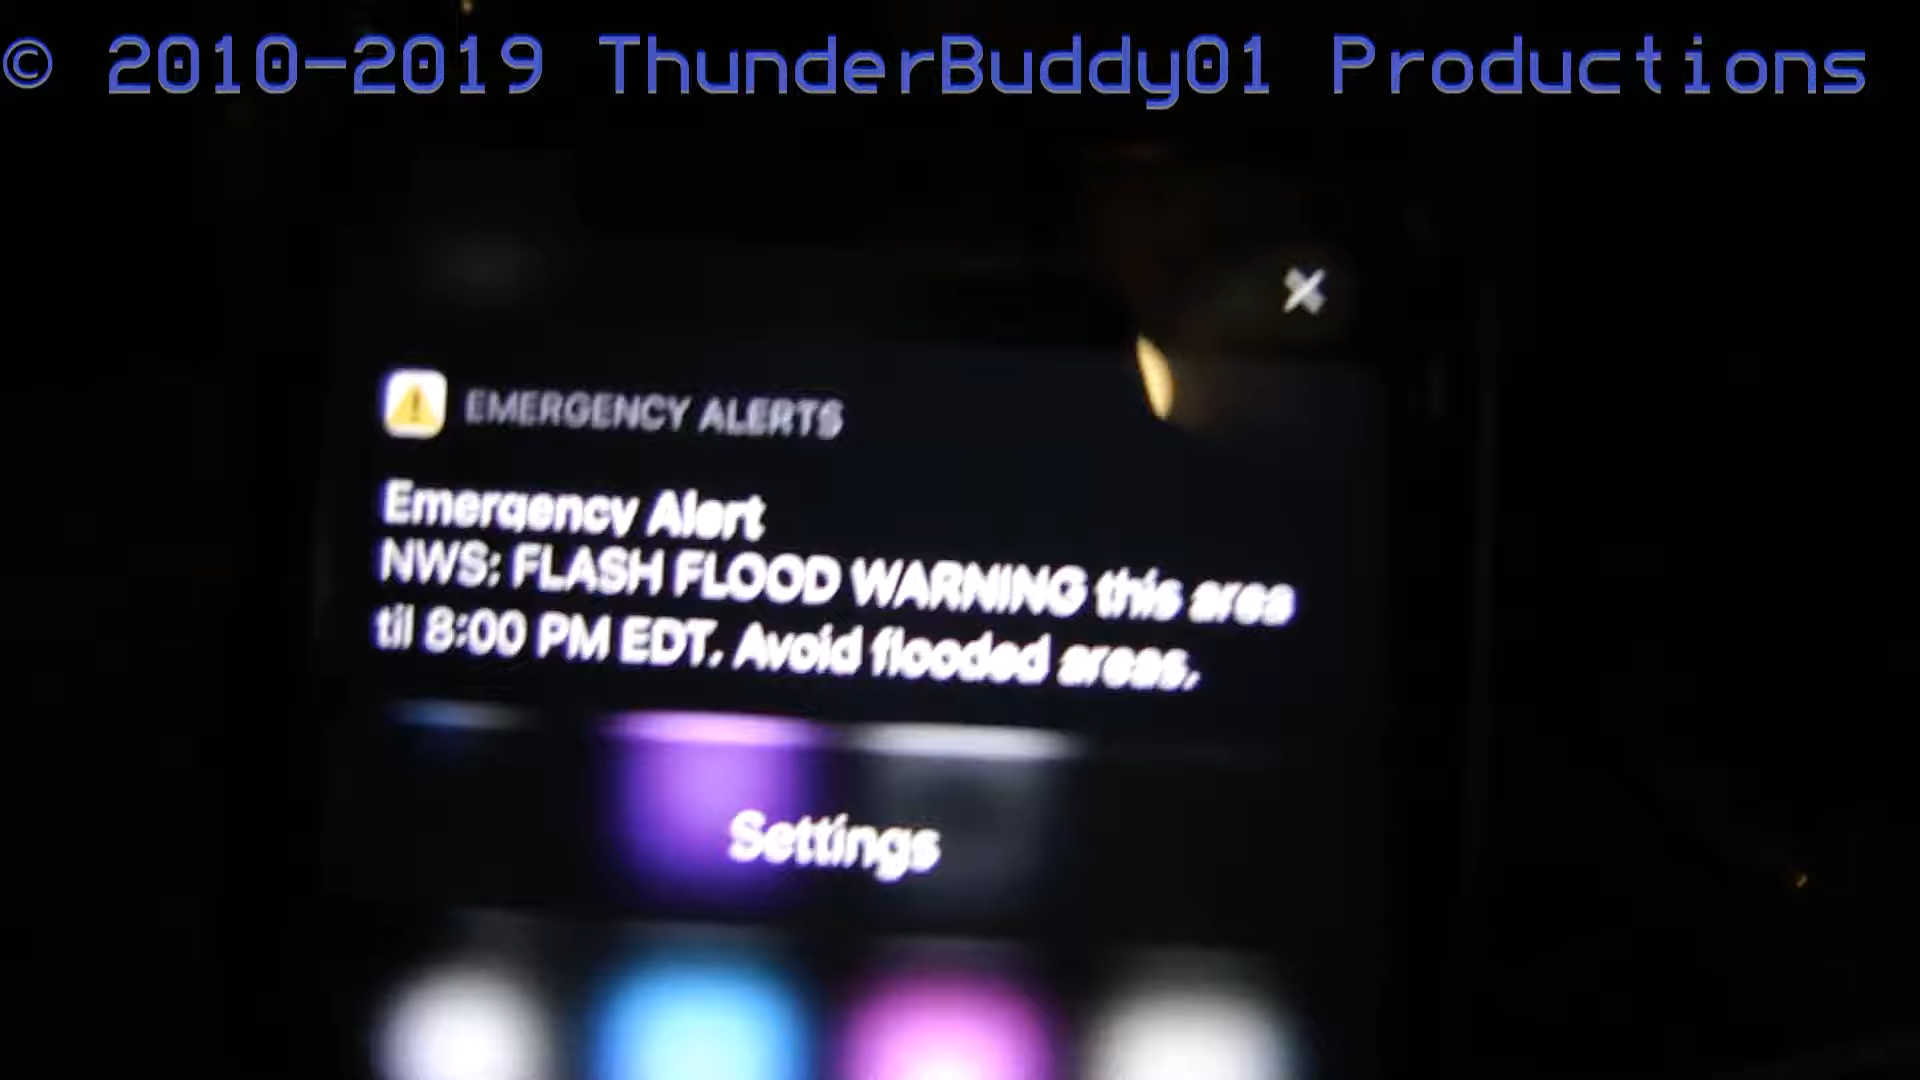 © 2010-2019 ThunderBuddy01 Productions
EMERGENCY ALERTS
Emergency Alert
NWS: FLASH FLOOD WARNING this area
til 8:00 PM EDT. Avoid flooded areas.
Settings